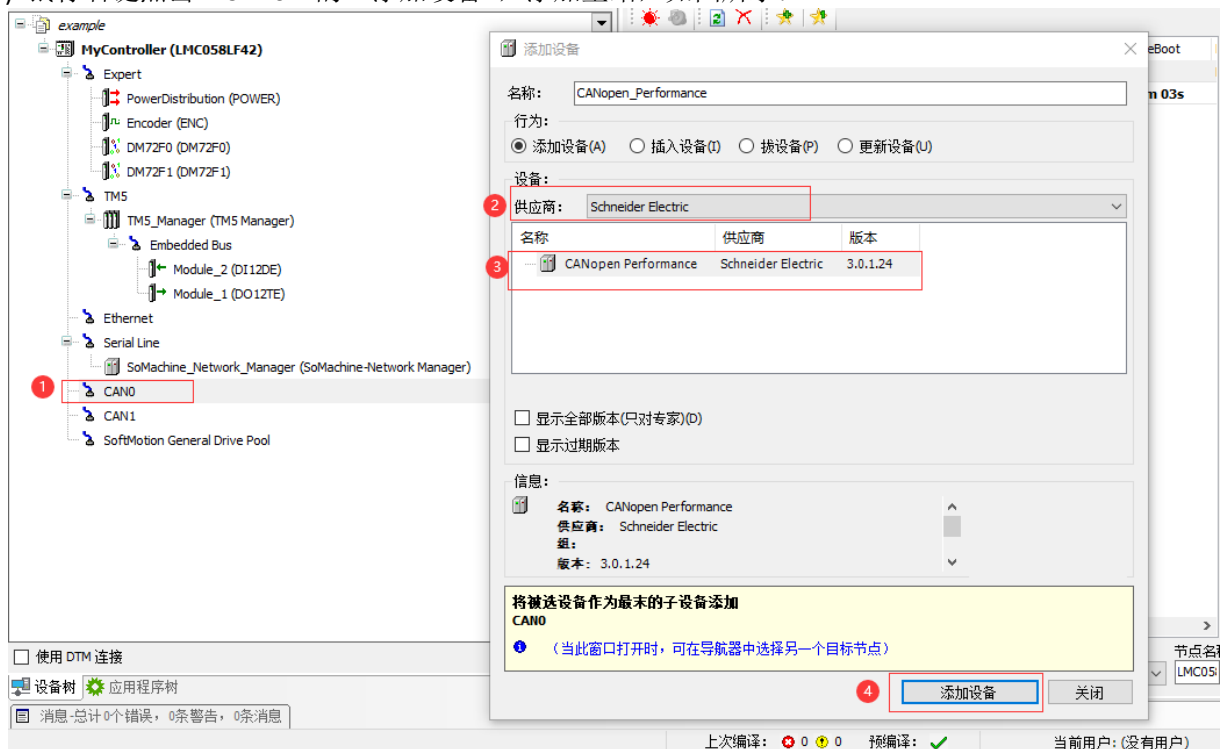 example
MyController (LMC058LF42)
Expert
PowerDistribution (POWER)
Encoder (ENC)
DM72F0 (DM72F0)
DM72F1 (DM72F1)
TM5
TM5_Manager (TM5 Manager)
Embedded Bus
Module_2 (DI12DE)
Module_1 (DO12TE)
Ethernet
Serial Line
SoMachine_Network_Manager (SoMachine-Network Manager)
1
CAN0
CAN1
SoftMotion General Drive Pool
使用 DTM 连接
设备树 应用程序树
消息-总计0个错误，0条警告，0条消息
添加设备
名称： CANopen_Performance
行为：
添加设备(A) 插入设备(I) 拔设备(P) 更新设备(U)
设备：
2 供应商： Schneider Electric
名称 供应商 版本
3 CANopen Performance Schneider Electric 3.0.1.24
显示全部版本(只对专家)(D)
显示过期版本
信息：
名称： CANopen Performance
供应商： Schneider Electric
组：
版本： 3.0.1.24
将被选设备作为最末的子设备添加
CAN0
（当此窗口打开时，可在导航器中选择另一个目标节点）
4 添加设备 关闭
eBoot
m 03s
节点名
LMC05
上次编译： 0 0 预编译： 当前用户：(没有用户)